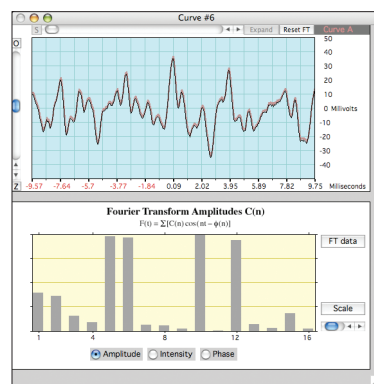 Curve #6
S Expand Reset FT Curve A
O
50
40
30
20
10
0 Millivolts
-10
-20
-30
-40
Z -9.57 -7.64 -5.7 -3.77 -1.84 0.09 2.02 3.95 5.89 7.82 9.75 Milliseconds
Fourier Transform Amplitudes C(n)
F(t) = Σ[C(n) cos( nt – ϕ(n)]
FT data
Scale
1 4 8 12 16
Amplitude Intensity Phase